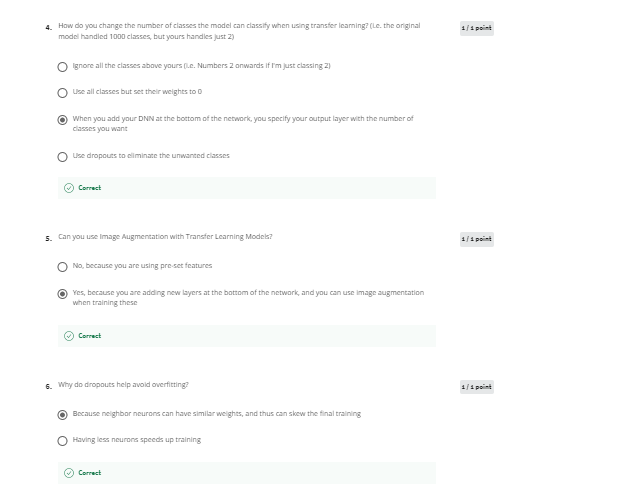 4. How do you change the number of classes the model can classify when using transfer learning? (i.e. the original 1 / 1 point
model handled 1000 classes, but yours handles just 2)
Ignore all the classes above yours (i.e. Numbers 2 onwards if I'm just classing 2)
Use all classes but set their weights to 0
When you add your DNN at the bottom of the network, you specify your output layer with the number of
classes you want
Use dropouts to eliminate the unwanted classes
Correct
5. Can you use Image Augmentation with Transfer Learning Models? 1 / 1 point
No, because you are using pre-set features
Yes, because you are adding new layers at the bottom of the network, and you can use image augmentation
when training these
Correct
6. Why do dropouts help avoid overfitting? 1 / 1 point
Because neighbor neurons can have similar weights, and thus can skew the final training
Having less neurons speeds up training
Correct